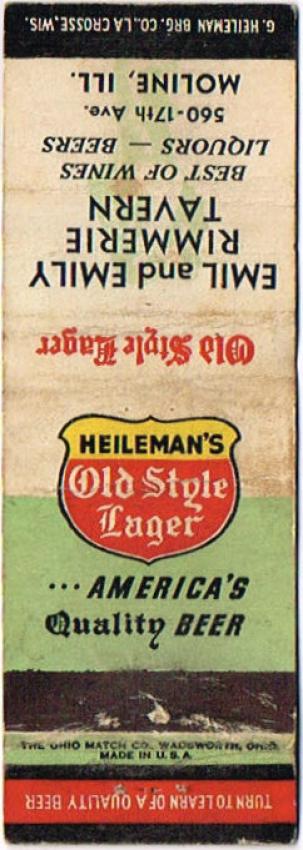 G. HEILEMAN BRG. CO., LA CROSSE, WIS.
EMIL and EMILY
RIMMERIE
TAVERN
BEST OF WINES
LIQUORS — BEERS
560-17th Ave.
MOLINE, ILL.
Old Style Lager
HEILEMAN'S
Old Style
Lager
...AMERICA'S
Quality BEER
THE OHIO MATCH CO., WADSWORTH, OHIO
MADE IN U.S.A.
TURN TO LEARN OF A QUALITY BEER